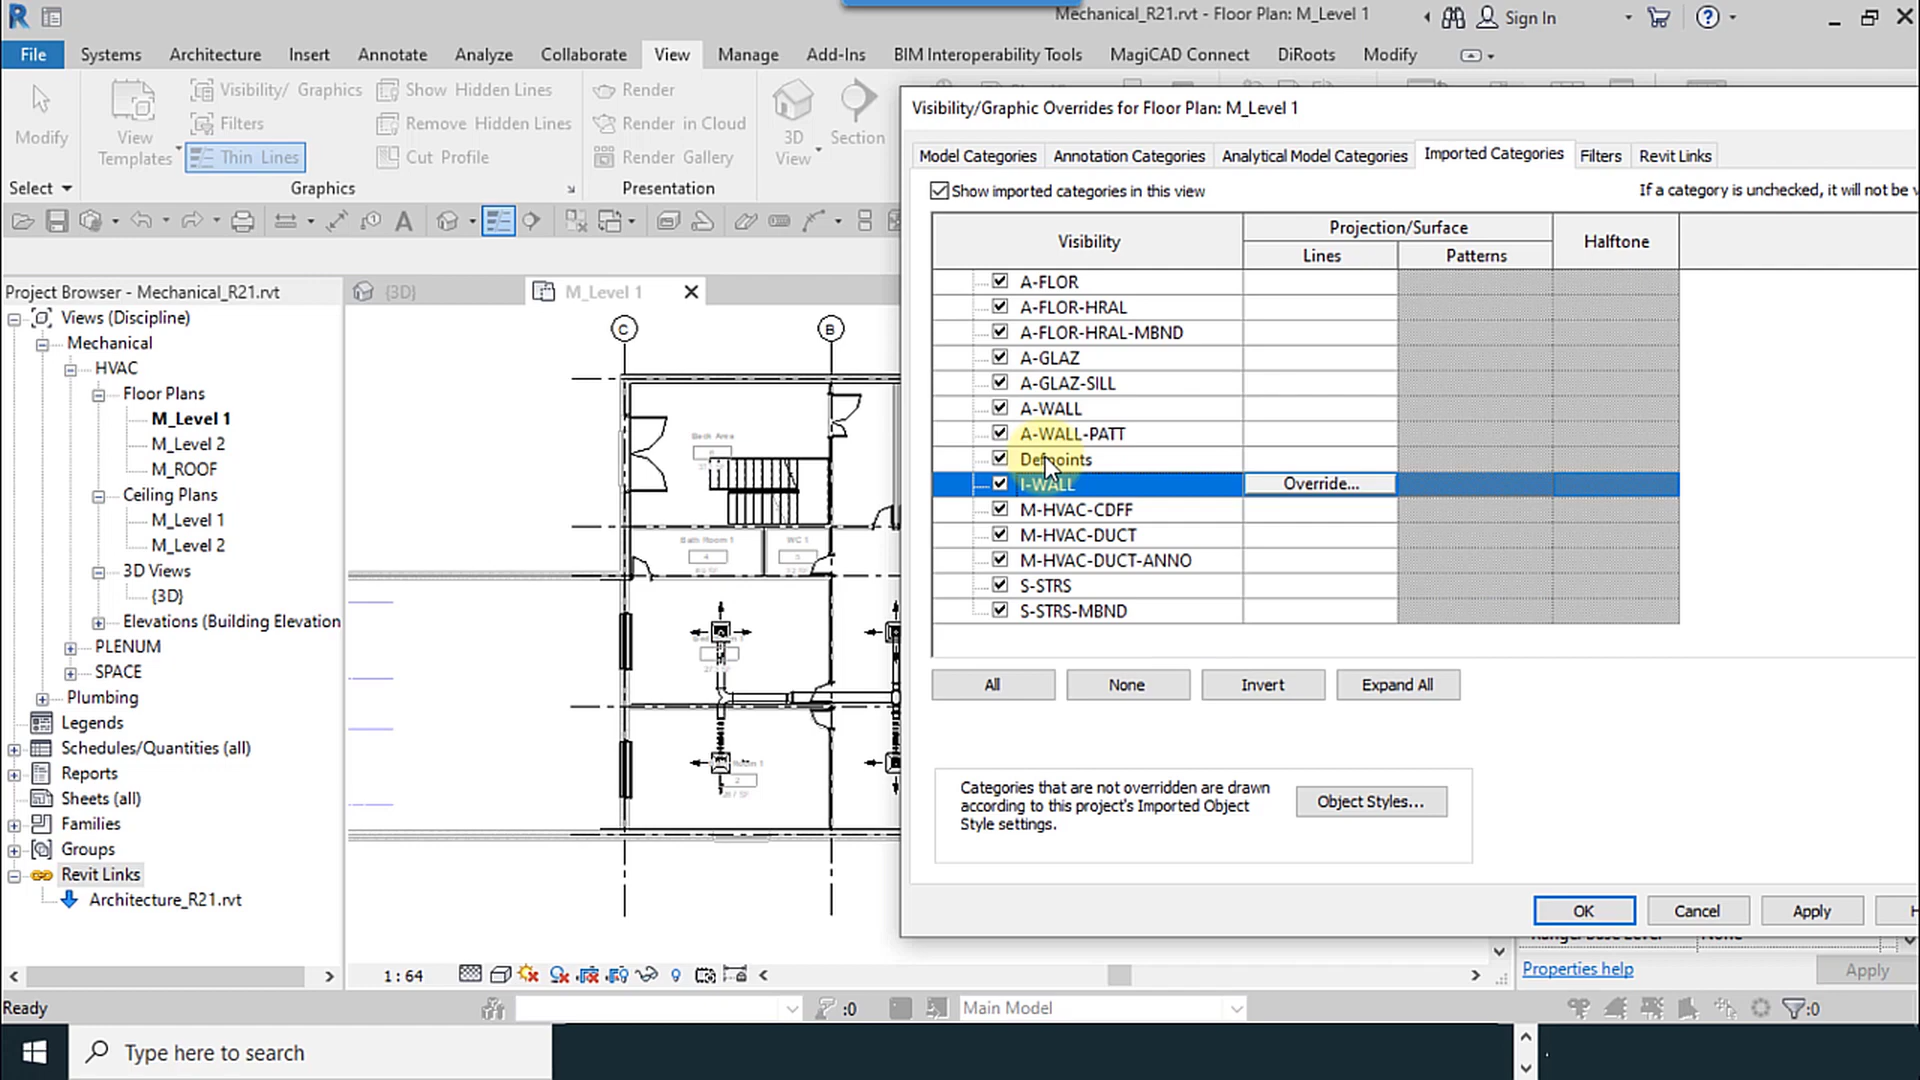 Mechanical_R21.rvt - Floor Plan: M_Level 1
Sign In
File Systems Architecture Insert Annotate Analyze Collaborate View Manage Add-Ins BIM Interoperability Tools MagiCAD Connect DiRoots Modify
Modify
View
Templates
Visibility/ Graphics
Filters
Thin Lines
Show Hidden Lines
Remove Hidden Lines
Cut Profile
Render
Render in Cloud
Render Gallery
3D
View
Section
Select
Graphics
Presentation
Project Browser - Mechanical_R21.rvt
{3D}
M_Level 1
Views (Discipline)
Mechanical
HVAC
Floor Plans
M_Level 1
M_Level 2
M_ROOF
Ceiling Plans
M_Level 1
M_Level 2
3D Views
{3D}
Elevations (Building Elevation
PLENUM
SPACE
Plumbing
Legends
Schedules/Quantities (all)
Reports
Sheets (all)
Families
Groups
Revit Links
Architecture_R21.rvt
C
B
Back Area
Bath Room 1
4
WC 1
5
2
Visibility/Graphic Overrides for Floor Plan: M_Level 1
Model Categories Annotation Categories Analytical Model Categories Imported Categories Filters Revit Links
Show imported categories in this view
If a category is unchecked, it will not be v
Visibility
Projection/Surface
Lines
Patterns
Halftone
A-FLOR
A-FLOR-HRAL
A-FLOR-HRAL-MBND
A-GLAZ
A-GLAZ-SILL
A-WALL
A-WALL-PATT
Defpoints
I-WALL
Override...
M-HVAC-CDFF
M-HVAC-DUCT
M-HVAC-DUCT-ANNO
S-STRS
S-STRS-MBND
All
None
Invert
Expand All
Categories that are not overridden are drawn
according to this project's Imported Object
Style settings.
Object Styles...
OK
Cancel
Apply
H
1 : 64
Properties help
Apply
Ready
:0
Main Model
:0
Type here to search